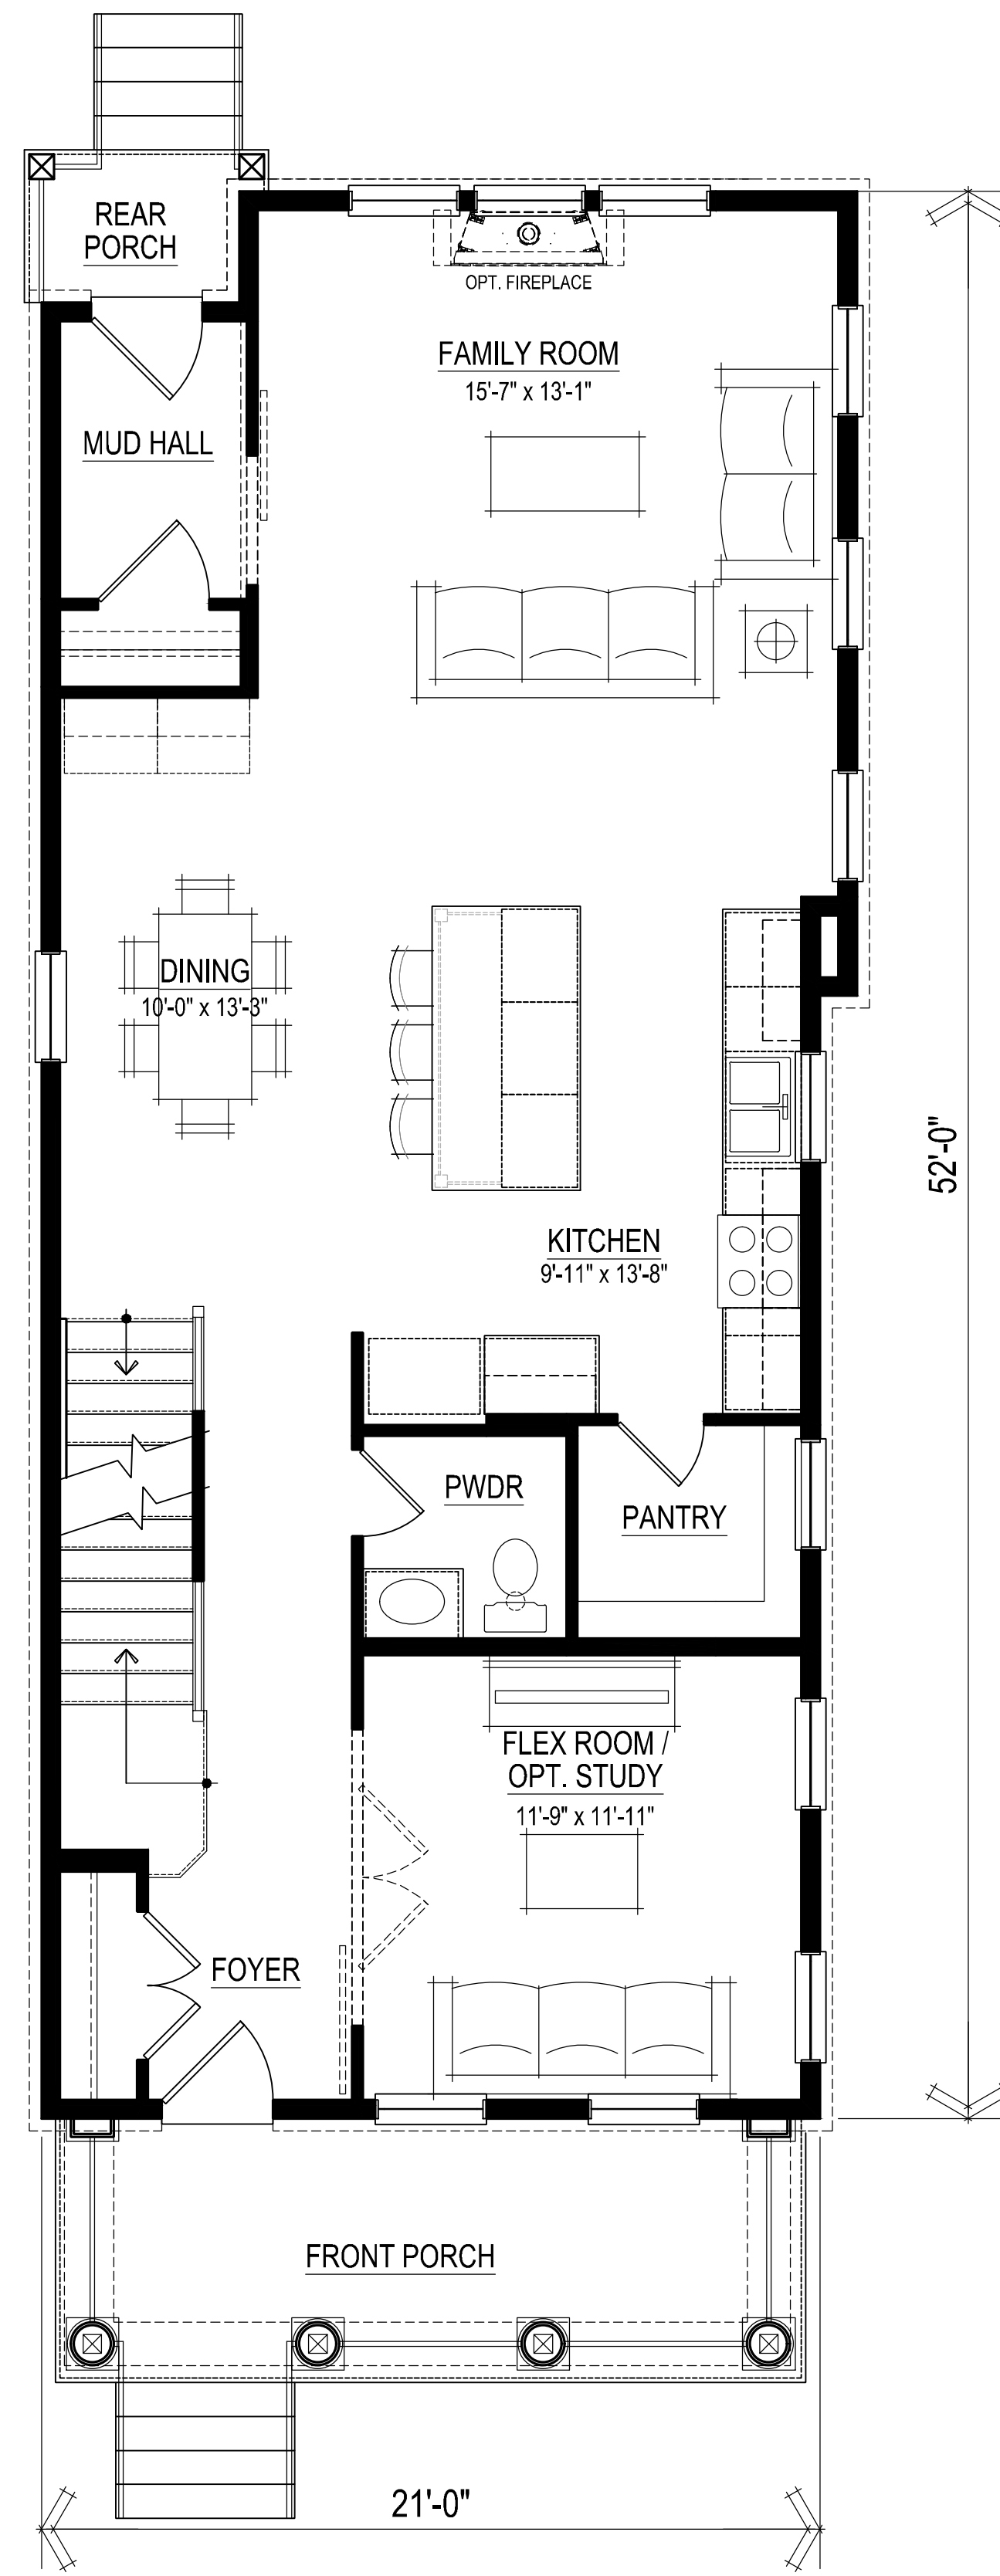 REAR
PORCH
OPT. FIREPLACE
FAMILY ROOM
15'-7" x 13'-1"
MUD HALL
DINING
10'-0" x 13'-3"
52'-0"
KITCHEN
9'-11" x 13'-8"
PWDR
PANTRY
FLEX ROOM /
OPT. STUDY
11'-9" x 11'-11"
FOYER
FRONT PORCH
21'-0"